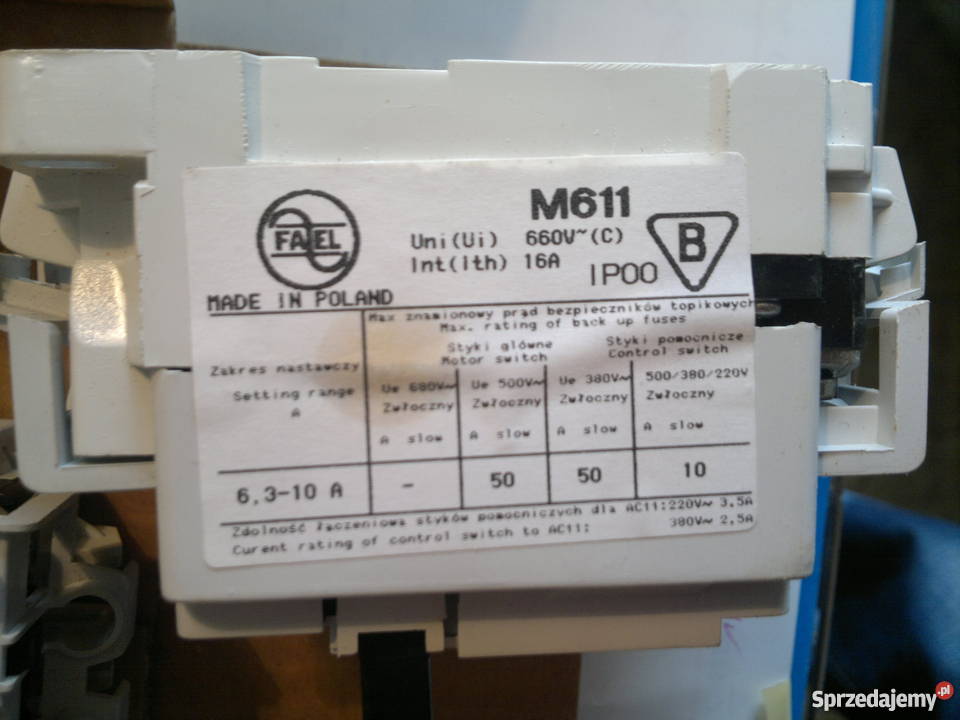 M611
FAEL
Uni(Ui) 660V~(C)
Int(Ith) 16A
IP00
B
MADE IN POLAND
Max znamionowy prąd bezpieczników topikowych
Max. rating of back up fuses
Zakres nastawczy
Setting range
A
Styki główne
Motor switch
Styki pomocnicze
Control switch
Ue 680V~
Zwłoczny
A slow
Ue 500V~
Zwłoczny
A slow
Ue 380V~
Zwłoczny
A slow
500/380/220V
Zwłoczny
A slow
6,3-10 A - 50 50 10
Zdolność łączeniowa styków pomocniczych dla AC11:220V~ 3,5A
Curent rating of control switch to AC11: 380V~ 2,5A
Sprzedajemy.pl